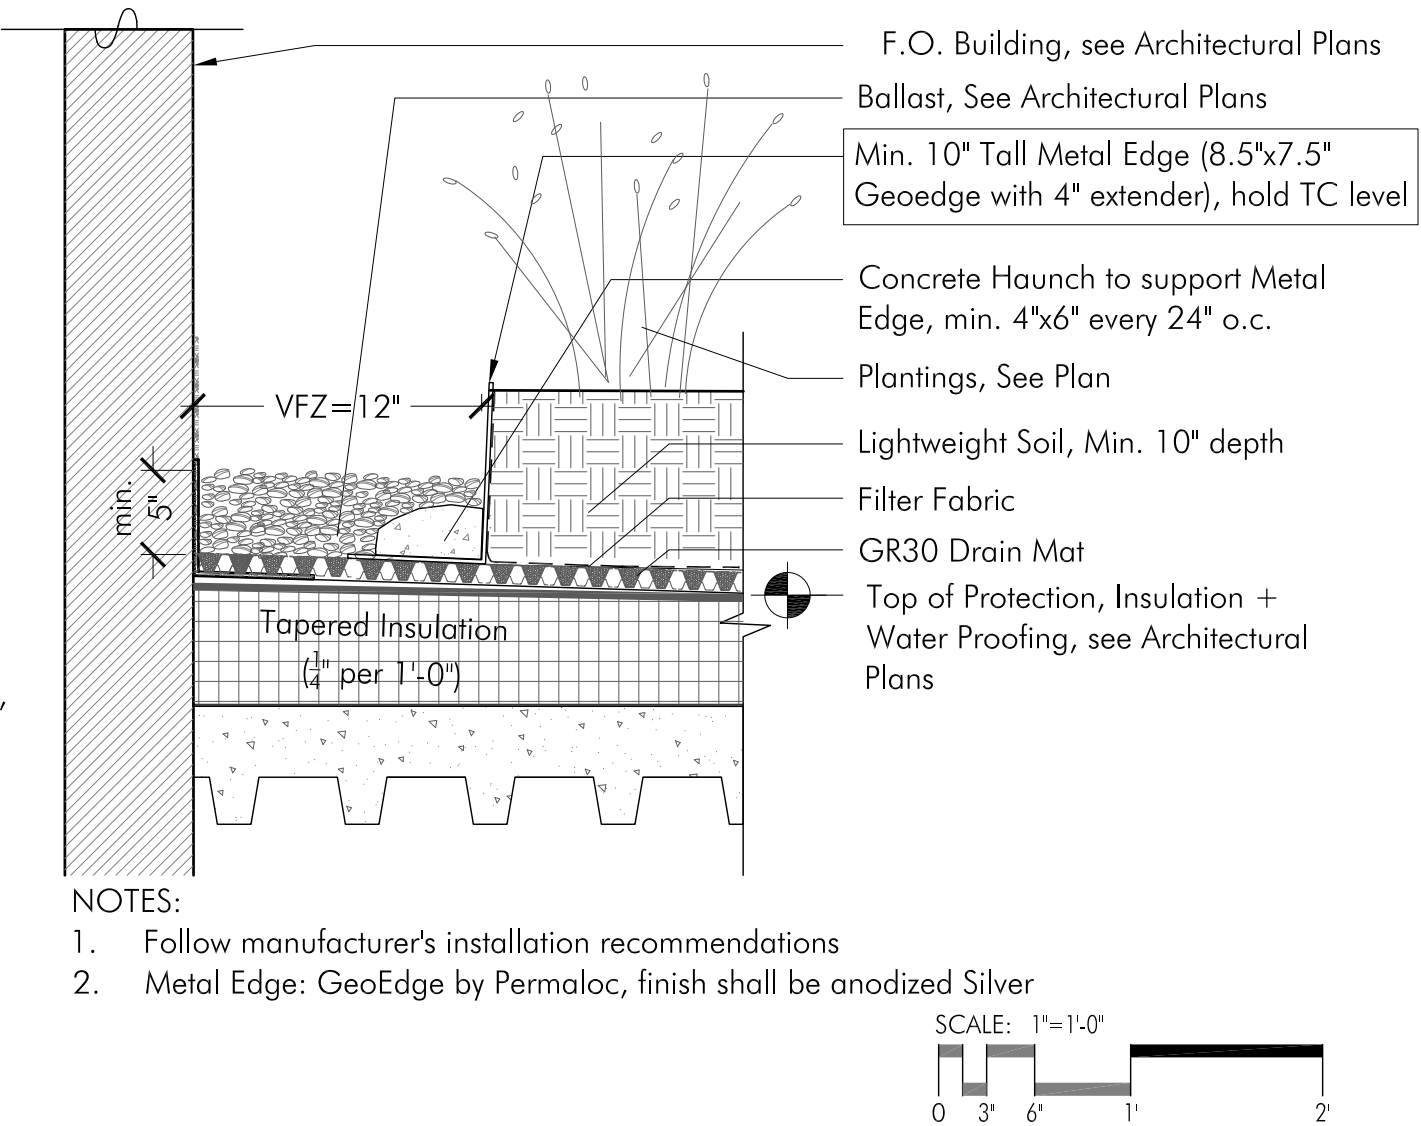 F.O. Building, see Architectural Plans
Ballast, See Architectural Plans
Min. 10" Tall Metal Edge (8.5"x7.5"
Geoedge with 4" extender), hold TC level
Concrete Haunch to support Metal
Edge, min. 4"x6" every 24" o.c.
Plantings, See Plan
VFZ=12"
Lightweight Soil, Min. 10" depth
min.
5"
Filter Fabric
GR30 Drain Mat
Top of Protection, Insulation +
Water Proofing, see Architectural
Plans
Tapered Insulation
(1/4" per 1'-0")
,
NOTES:
1. Follow manufacturer's installation recommendations
2. Metal Edge: GeoEdge by Permaloc, finish shall be anodized Silver
SCALE: 1"=1'-0"
0 3" 6" 1' 2'